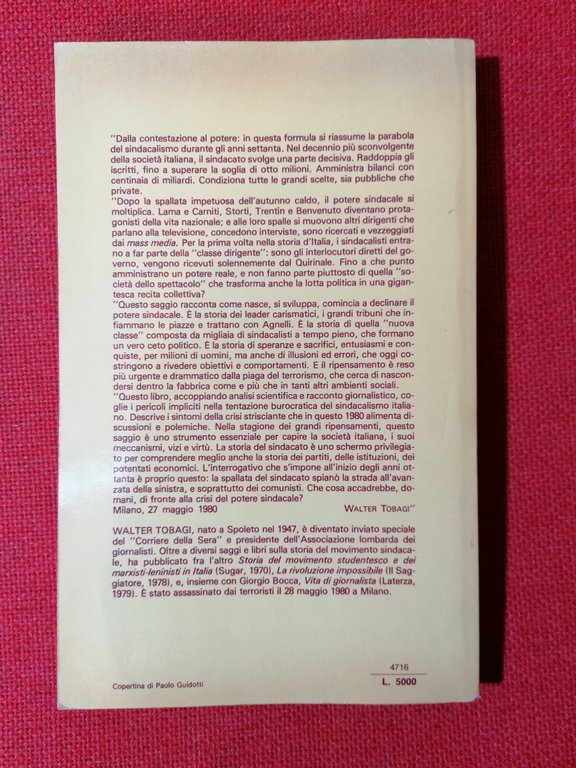 "Dalla contestazione al potere: in questa formula si riassume la parabola
del sindacalismo durante gli anni settanta. Nel decennio più sconvolgente
della società italiana, il sindacato svolge una parte decisiva. Raddoppia gli
iscritti, fino a superare la soglia di otto milioni. Amministra bilanci con
centinaia di miliardi. Condiziona tutte le grandi scelte, sia pubbliche che
private.
"Dopo la spallata impetuosa dell'autunno caldo, il potere sindacale si
moltiplica. Lama e Carniti, Storti, Trentin e Benvenuto diventano prota-
gonisti della vita nazionale; e alle loro spalle si muovono altri dirigenti che
parlano alla televisione, concedono interviste, sono ricercati e vezzeggiati
dai mass media. Per la prima volta nella storia d'Italia, i sindacalisti entra-
no a far parte della "classe dirigente": sono gli interlocutori diretti del go-
verno, vengono ricevuti solennemente dal Quirinale. Fino a che punto
amministrano un potere reale, e non fanno parte piuttosto di quella "so-
cietà dello spettacolo" che trasforma anche la lotta politica in una gigan-
tesca recita collettiva?
"Questo saggio racconta come nasce, si sviluppa, comincia a declinare il
potere sindacale. È la storia dei leader carismatici, i grandi tribuni che in-
fiammano le piazze e trattano con Agnelli. È la storia di quella "nuova
classe" composta da migliaia di sindacalisti a tempo pieno, che formano
un vero ceto politico. È la storia di speranze e sacrifici, entusiasmi e con-
quiste, per milioni di uomini, ma anche di illusioni ed errori, che oggi co-
stringono a rivedere obiettivi e comportamenti. E il ripensamento è reso
più urgente e drammatico dalla piaga del terrorismo, che cerca di nascon-
dersi dentro la fabbrica come e più che in tanti altri ambienti sociali.
"Questo libro, accoppiando analisi scientifica e racconto giornalistico, co-
glie i pericoli impliciti nella tentazione burocratica del sindacalismo italia-
no. Descrive i sintomi della crisi strisciante che in questo 1980 alimenta di-
scussioni e polemiche. Nella stagione dei grandi ripensamenti, questo
saggio è uno strumento essenziale per capire la società italiana, i suoi
meccanismi, vizi e virtù. La storia del sindacato è uno schermo privilegia-
to per comprendere meglio anche la storia dei partiti, delle istituzioni, dei
potentati economici. L'interrogativo che s'impone all'inizio degli anni ot-
tanta è proprio questo: la spallata del sindacato spianò la strada all'avan-
zata della sinistra, e soprattutto dei comunisti. Che cosa accadrebbe, do-
mani, di fronte alla crisi del potere sindacale?
Milano, 27 maggio 1980 WALTER TOBAGI"
WALTER TOBAGI, nato a Spoleto nel 1947, è diventato inviato speciale
del "Corriere della Sera" e presidente dell'Associazione lombarda dei
giornalisti. Oltre a diversi saggi e libri sulla storia del movimento sindaca-
le, ha pubblicato fra l'altro Storia del movimento studentesco e dei
marxisti-leninisti in Italia (Sugar, 1970), La rivoluzione impossibile (Il Sag-
giatore, 1978), e, insieme con Giorgio Bocca, Vita di giornalista (Laterza,
1979). È stato assassinato dai terroristi il 28 maggio 1980 a Milano.
4716
Copertina di Paolo Guidotti L. 5000